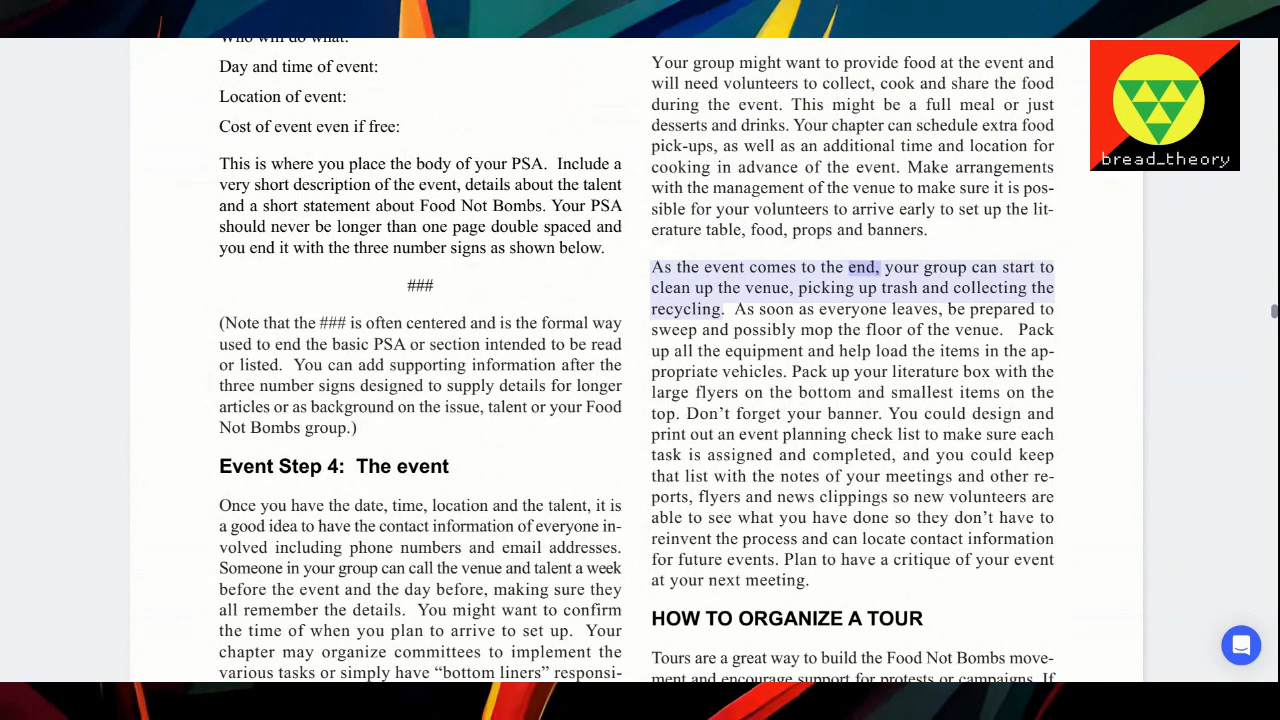 Who will do what:
Day and time of event:
Location of event:
Cost of event even if free:
This is where you place the body of your PSA.  Include a
very short description of the event, details about the talent
and a short statement about Food Not Bombs. Your PSA
should never be longer than one page double spaced and
you end it with the three number signs as shown below.
###
(Note that the ### is often centered and is the formal way
used to end the basic PSA or section intended to be read
or listed.  You can add supporting information after the
three number signs designed to supply details for longer
articles or as background on the issue, talent or your Food
Not Bombs group.)
Event Step 4:  The event
Once you have the date, time, location and the talent, it is
a good idea to have the contact information of everyone in-
volved including phone numbers and email addresses.
Someone in your group can call the venue and talent a week
before the event and the day before, making sure they
all remember the details.  You might want to confirm
the time of when you plan to arrive to set up.  Your
chapter may organize committees to implement the
various tasks or simply have “bottom liners” responsi-
Your group might want to provide food at the event and
will need volunteers to collect, cook and share the food
during the event. This might be a full meal or just
desserts and drinks. Your chapter can schedule extra food
pick-ups, as well as an additional time and location for
cooking in advance of the event. Make arrangements
with the management of the venue to make sure it is pos-
sible for your volunteers to arrive early to set up the lit-
erature table, food, props and banners.
As the event comes to the end, your group can start to
clean up the venue, picking up trash and collecting the
recycling.  As soon as everyone leaves, be prepared to
sweep and possibly mop the floor of the venue.   Pack
up all the equipment and help load the items in the ap-
propriate vehicles. Pack up your literature box with the
large flyers on the bottom and smallest items on the
top. Don’t forget your banner. You could design and
print out an event planning check list to make sure each
task is assigned and completed, and you could keep
that list with the notes of your meetings and other re-
ports, flyers and news clippings so new volunteers are
able to see what you have done so they don’t have to
reinvent the process and can locate contact information
for future events. Plan to have a critique of your event
at your next meeting.
HOW TO ORGANIZE A TOUR
Tours are a great way to build the Food Not Bombs move-
ment and encourage support for protests or campaigns. If
bread_theory